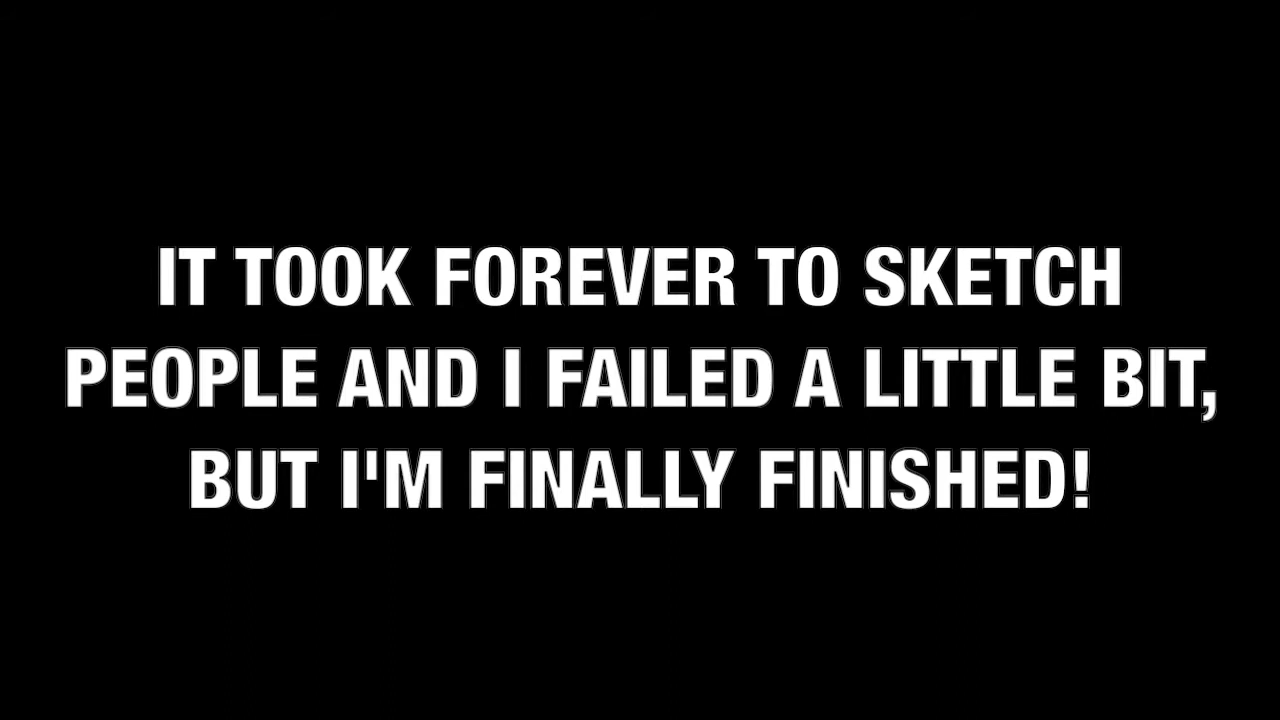 IT TOOK FOREVER TO SKETCH
PEOPLE AND I FAILED A LITTLE BIT,
BUT I'M FINALLY FINISHED!